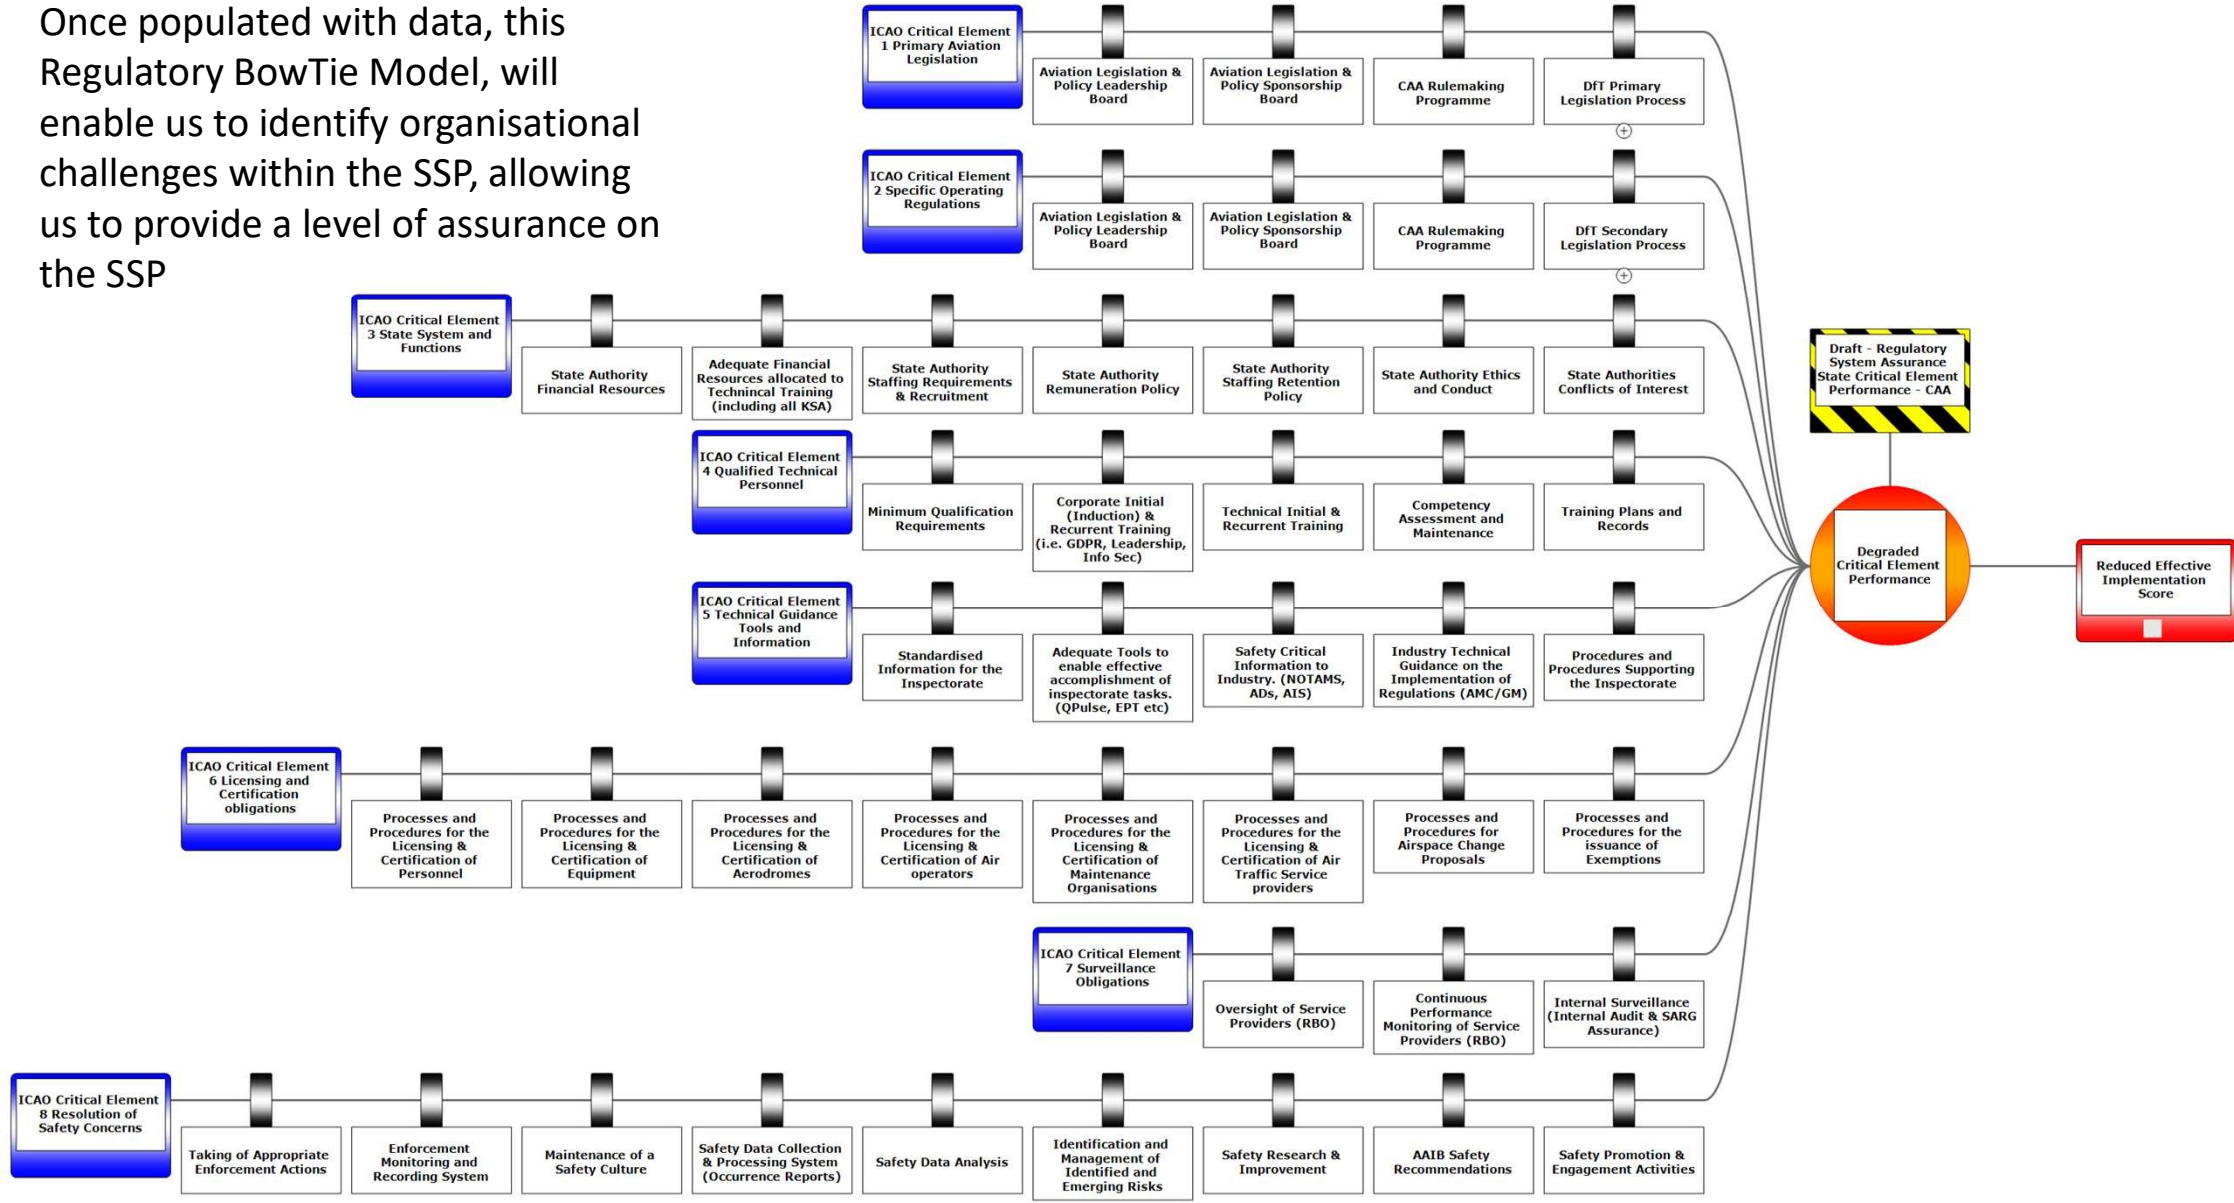 Once populated with data, this
Regulatory BowTie Model, will
enable us to identify organisational
challenges within the SSP, allowing
us to provide a level of assurance on
the SSP
ICAO Critical Element
1 Primary Aviation
Legislation
Aviation Legislation &
Policy Leadership
Board
Aviation Legislation &
Policy Sponsorship
Board
CAA Rulemaking
Programme
DfT Primary
Legislation Process
ICAO Critical Element
2 Specific Operating
Regulations
Aviation Legislation &
Policy Leadership
Board
Aviation Legislation &
Policy Sponsorship
Board
CAA Rulemaking
Programme
DfT Secondary
Legislation Process
ICAO Critical Element
3 State System and
Functions
State Authority
Financial Resources
Adequate Financial
Resources allocated to
Technincal Training
(including all KSA)
State Authority
Staffing Requirements
& Recruitment
State Authority
Remuneration Policy
State Authority
Staffing Retention
Policy
State Authority Ethics
and Conduct
State Authorities
Conflicts of Interest
ICAO Critical Element
4 Qualified Technical
Personnel
Minimum Qualification
Requirements
Corporate Initial
(Induction) &
Recurrent Training
(i.e. GDPR, Leadership,
Info Sec)
Technical Initial &
Recurrent Training
Competency
Assessment and
Maintenance
Training Plans and
Records
ICAO Critical Element
5 Technical Guidance
Tools and
Information
Standardised
Information for the
Inspectorate
Adequate Tools to
enable effective
accomplishment of
inspectorate tasks.
(QPulse, EPT etc)
Safety Critical
Information to
Industry. (NOTAMS,
ADs, AIS)
Industry Technical
Guidance on the
Implementation of
Regulations (AMC/GM)
Procedures and
Procedures Supporting
the Inspectorate
ICAO Critical Element
6 Licensing and
Certification
obligations
Processes and
Procedures for the
Licensing &
Certification of
Personnel
Processes and
Procedures for the
Licensing &
Certification of
Equipment
Processes and
Procedures for the
Licensing &
Certification of
Aerodromes
Processes and
Procedures for the
Licensing &
Certification of Air
operators
Processes and
Procedures for the
Licensing &
Certification of
Maintenance
Organisations
Processes and
Procedures for the
Licensing &
Certification of Air
Traffic Service
providers
Processes and
Procedures for
Airspace Change
Proposals
Processes and
Procedures for the
issuance of
Exemptions
ICAO Critical Element
7 Surveillance
Obligations
Oversight of Service
Providers (RBO)
Continuous
Performance
Monitoring of Service
Providers (RBO)
Internal Surveillance
(Internal Audit & SARG
Assurance)
ICAO Critical Element
8 Resolution of
Safety Concerns
Taking of Appropriate
Enforcement Actions
Enforcement
Monitoring and
Recording System
Maintenance of a
Safety Culture
Safety Data Collection
& Processing System
(Occurrence Reports)
Safety Data Analysis
Identification and
Management of
Identified and
Emerging Risks
Safety Research &
Improvement
AAIB Safety
Recommendations
Safety Promotion &
Engagement Activities
Draft - Regulatory
System Assurance
State Critical Element
Performance - CAA
Degraded
Critical Element
Performance
Reduced Effective
Implementation
Score